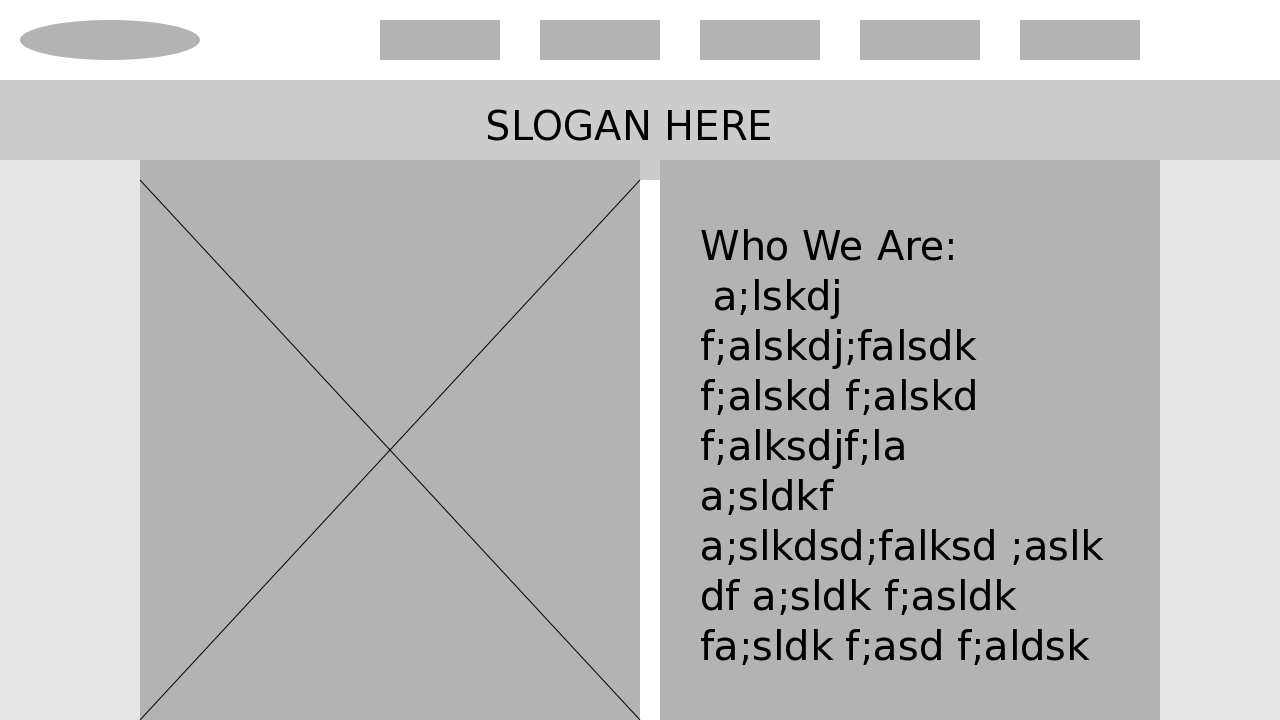 SLOGAN HERE
Who We Are:
a;lskdj
f;alskdj;falsdk
f;alskd f;alskd
f;alksdjf;la
a;sldkf
a;slkdsd;falksd ;aslk
df a;sldk f;asldk
fa;sldk f;asd f;aldsk